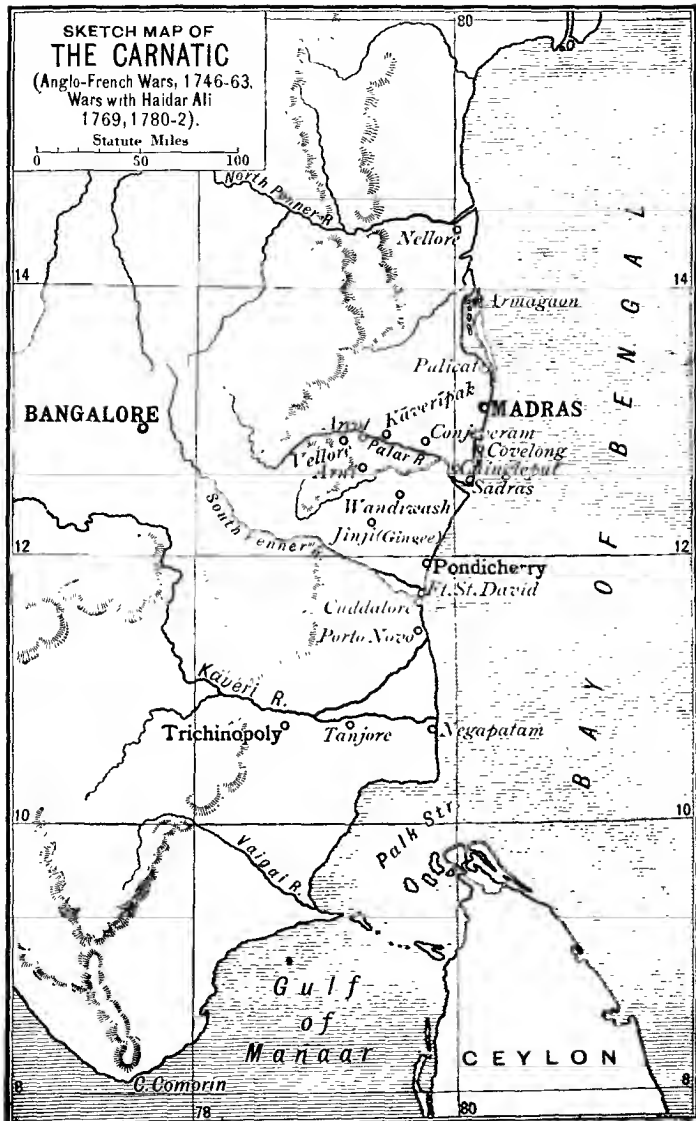 SKETCH MAP OF
THE CARNATIC
(Anglo-French Wars, 1746-63.
Wars with Haidar Ali
1769, 1780-2).
Statute Miles
0 50 100
80
North Penner R.
Nellore
14
14
Armagaon
Pulicat
BANGALORE
MADRAS
Kāveripak
Arcot
Conjeveram
Vellore
Palar R.
Covelong
Chingleput
Arni
Sadras
Wandiwash
South Penner
Jinji (Gingee)
12
12
Pondicherry
Ft. St. David
Cuddalore
Porto Novo
Kāveri R.
Trichinopoly
Tanjore
Negapatam
BAY OF BENGAL
10
10
Palk Str.
Vaigai R.
Gulf
of
Manaar
CEYLON
C. Comorin
8
8
78
80